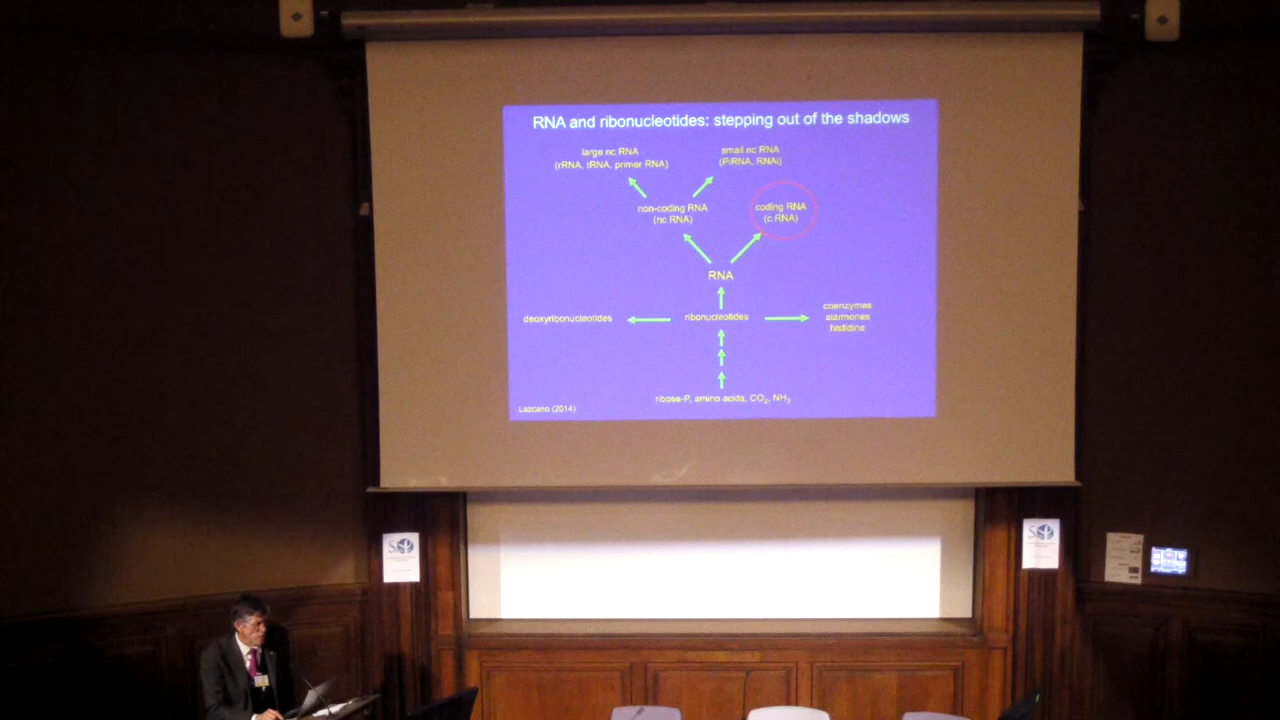 RNA and ribonucleotides: stepping out of the shadows
large nc RNA
(rRNA, tRNA, primer RNA)
small nc RNA
(PiRNA, RNAi)
non-coding RNA
(nc RNA)
coding RNA
(c RNA)
RNA
deoxyribonucleotides
ribonucleotides
coenzymes
alarmones
histidine
ribose-P, amino acids, CO2, NH3
Lazcano (2014)